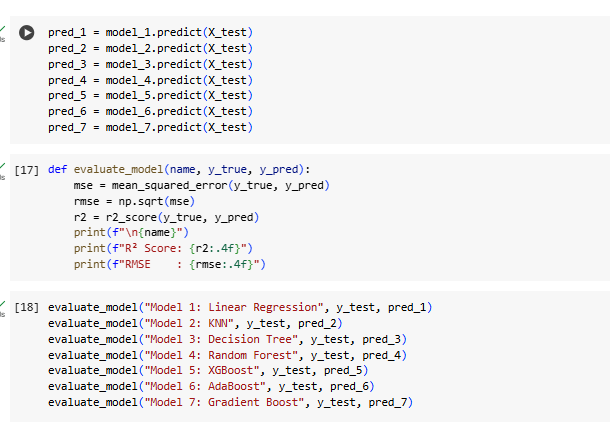 pred_1 = model_1.predict(X_test)
pred_2 = model_2.predict(X_test)
pred_3 = model_3.predict(X_test)
pred_4 = model_4.predict(X_test)
pred_5 = model_5.predict(X_test)
pred_6 = model_6.predict(X_test)
pred_7 = model_7.predict(X_test)
[17] def evaluate_model(name, y_true, y_pred):
    mse = mean_squared_error(y_true, y_pred)
    rmse = np.sqrt(mse)
    r2 = r2_score(y_true, y_pred)
    print(f"\n{name}")
    print(f"R² Score: {r2:.4f}")
    print(f"RMSE    : {rmse:.4f}")
[18] evaluate_model("Model 1: Linear Regression", y_test, pred_1)
evaluate_model("Model 2: KNN", y_test, pred_2)
evaluate_model("Model 3: Decision Tree", y_test, pred_3)
evaluate_model("Model 4: Random Forest", y_test, pred_4)
evaluate_model("Model 5: XGBoost", y_test, pred_5)
evaluate_model("Model 6: AdaBoost", y_test, pred_6)
evaluate_model("Model 7: Gradient Boost", y_test, pred_7)